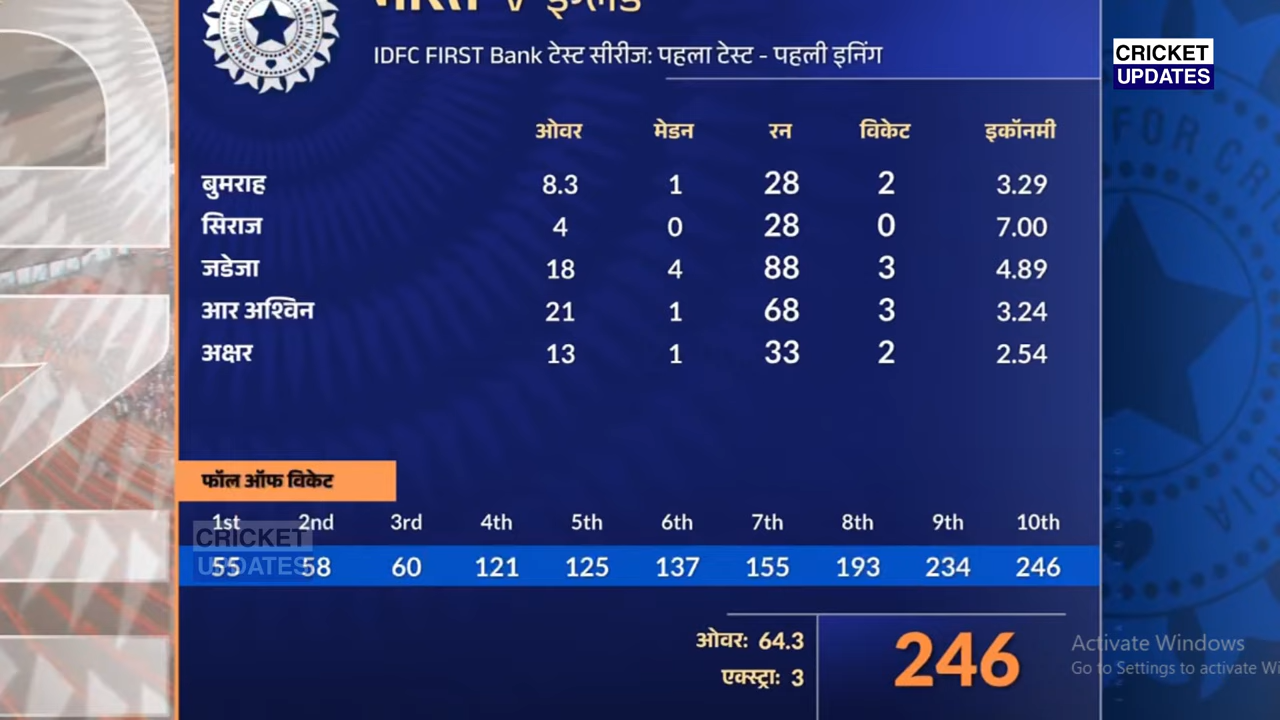 भारत v इंग्लैंड
IDFC FIRST Bank टेस्ट सीरीज: पहला टेस्ट - पहली इनिंग
CRICKET
UPDATES
ओवर मेडन रन विकेट इकॉनमी
बुमराह 8.3 1 28 2 3.29
सिराज 4 0 28 0 7.00
जडेजा 18 4 88 3 4.89
आर अश्विन 21 1 68 3 3.24
अक्षर 13 1 33 2 2.54
फॉल ऑफ विकेट
1st 2nd 3rd 4th 5th 6th 7th 8th 9th 10th
CRICKET
UPDATES
55 58 60 121 125 137 155 193 234 246
ओवर: 64.3
एक्स्ट्रा: 3
246
Activate Windows
Go to Settings to activate Wi
FOR CRI
INDIA